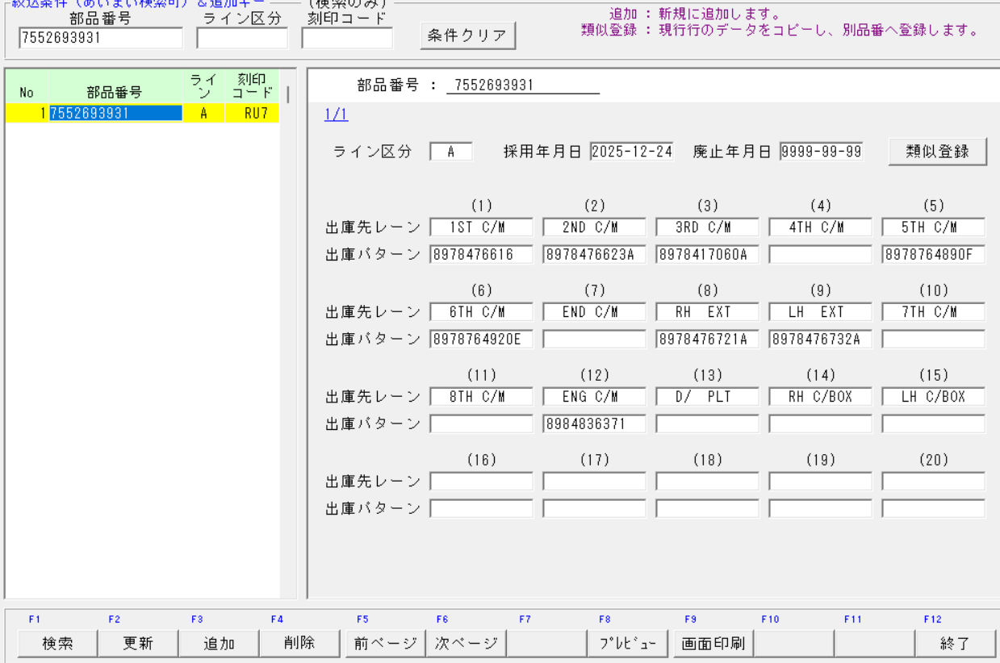 絞込条件（あいまい検索可）＆追加キー (検索のみ)
部品番号 ライン区分 刻印コード
7552693931
条件クリア
追加 : 新規に追加します。
類似登録 : 現行行のデータをコピーし、別品番へ登録します。
No 部品番号 ライン 刻印コード
1 7552693931 A RU7
部品番号 : 7552693931
1/1
ライン区分 A 採用年月日 2025-12-24 廃止年月日 9999-99-99 類似登録
(1) (2) (3) (4) (5)
出庫先レーン 1ST C/M 2ND C/M 3RD C/M 4TH C/M 5TH C/M
出庫パターン 8978476616 8978476623A 8978417060A 8978764890F
(6) (7) (8) (9) (10)
出庫先レーン 6TH C/M END C/M RH EXT LH EXT 7TH C/M
出庫パターン 8978764920E 8978476721A 8978476732A
(11) (12) (13) (14) (15)
出庫先レーン 8TH C/M ENG C/M D/ PLT RH C/BOX LH C/BOX
出庫パターン 8984836371
(16) (17) (18) (19) (20)
出庫先レーン
出庫パターン
F1 F2 F3 F4 F5 F6 F7 F8 F9 F10 F11 F12
検索 更新 追加 削除 前ページ 次ページ ﾌﾟﾚﾋﾞｭｰ 画面印刷 終了